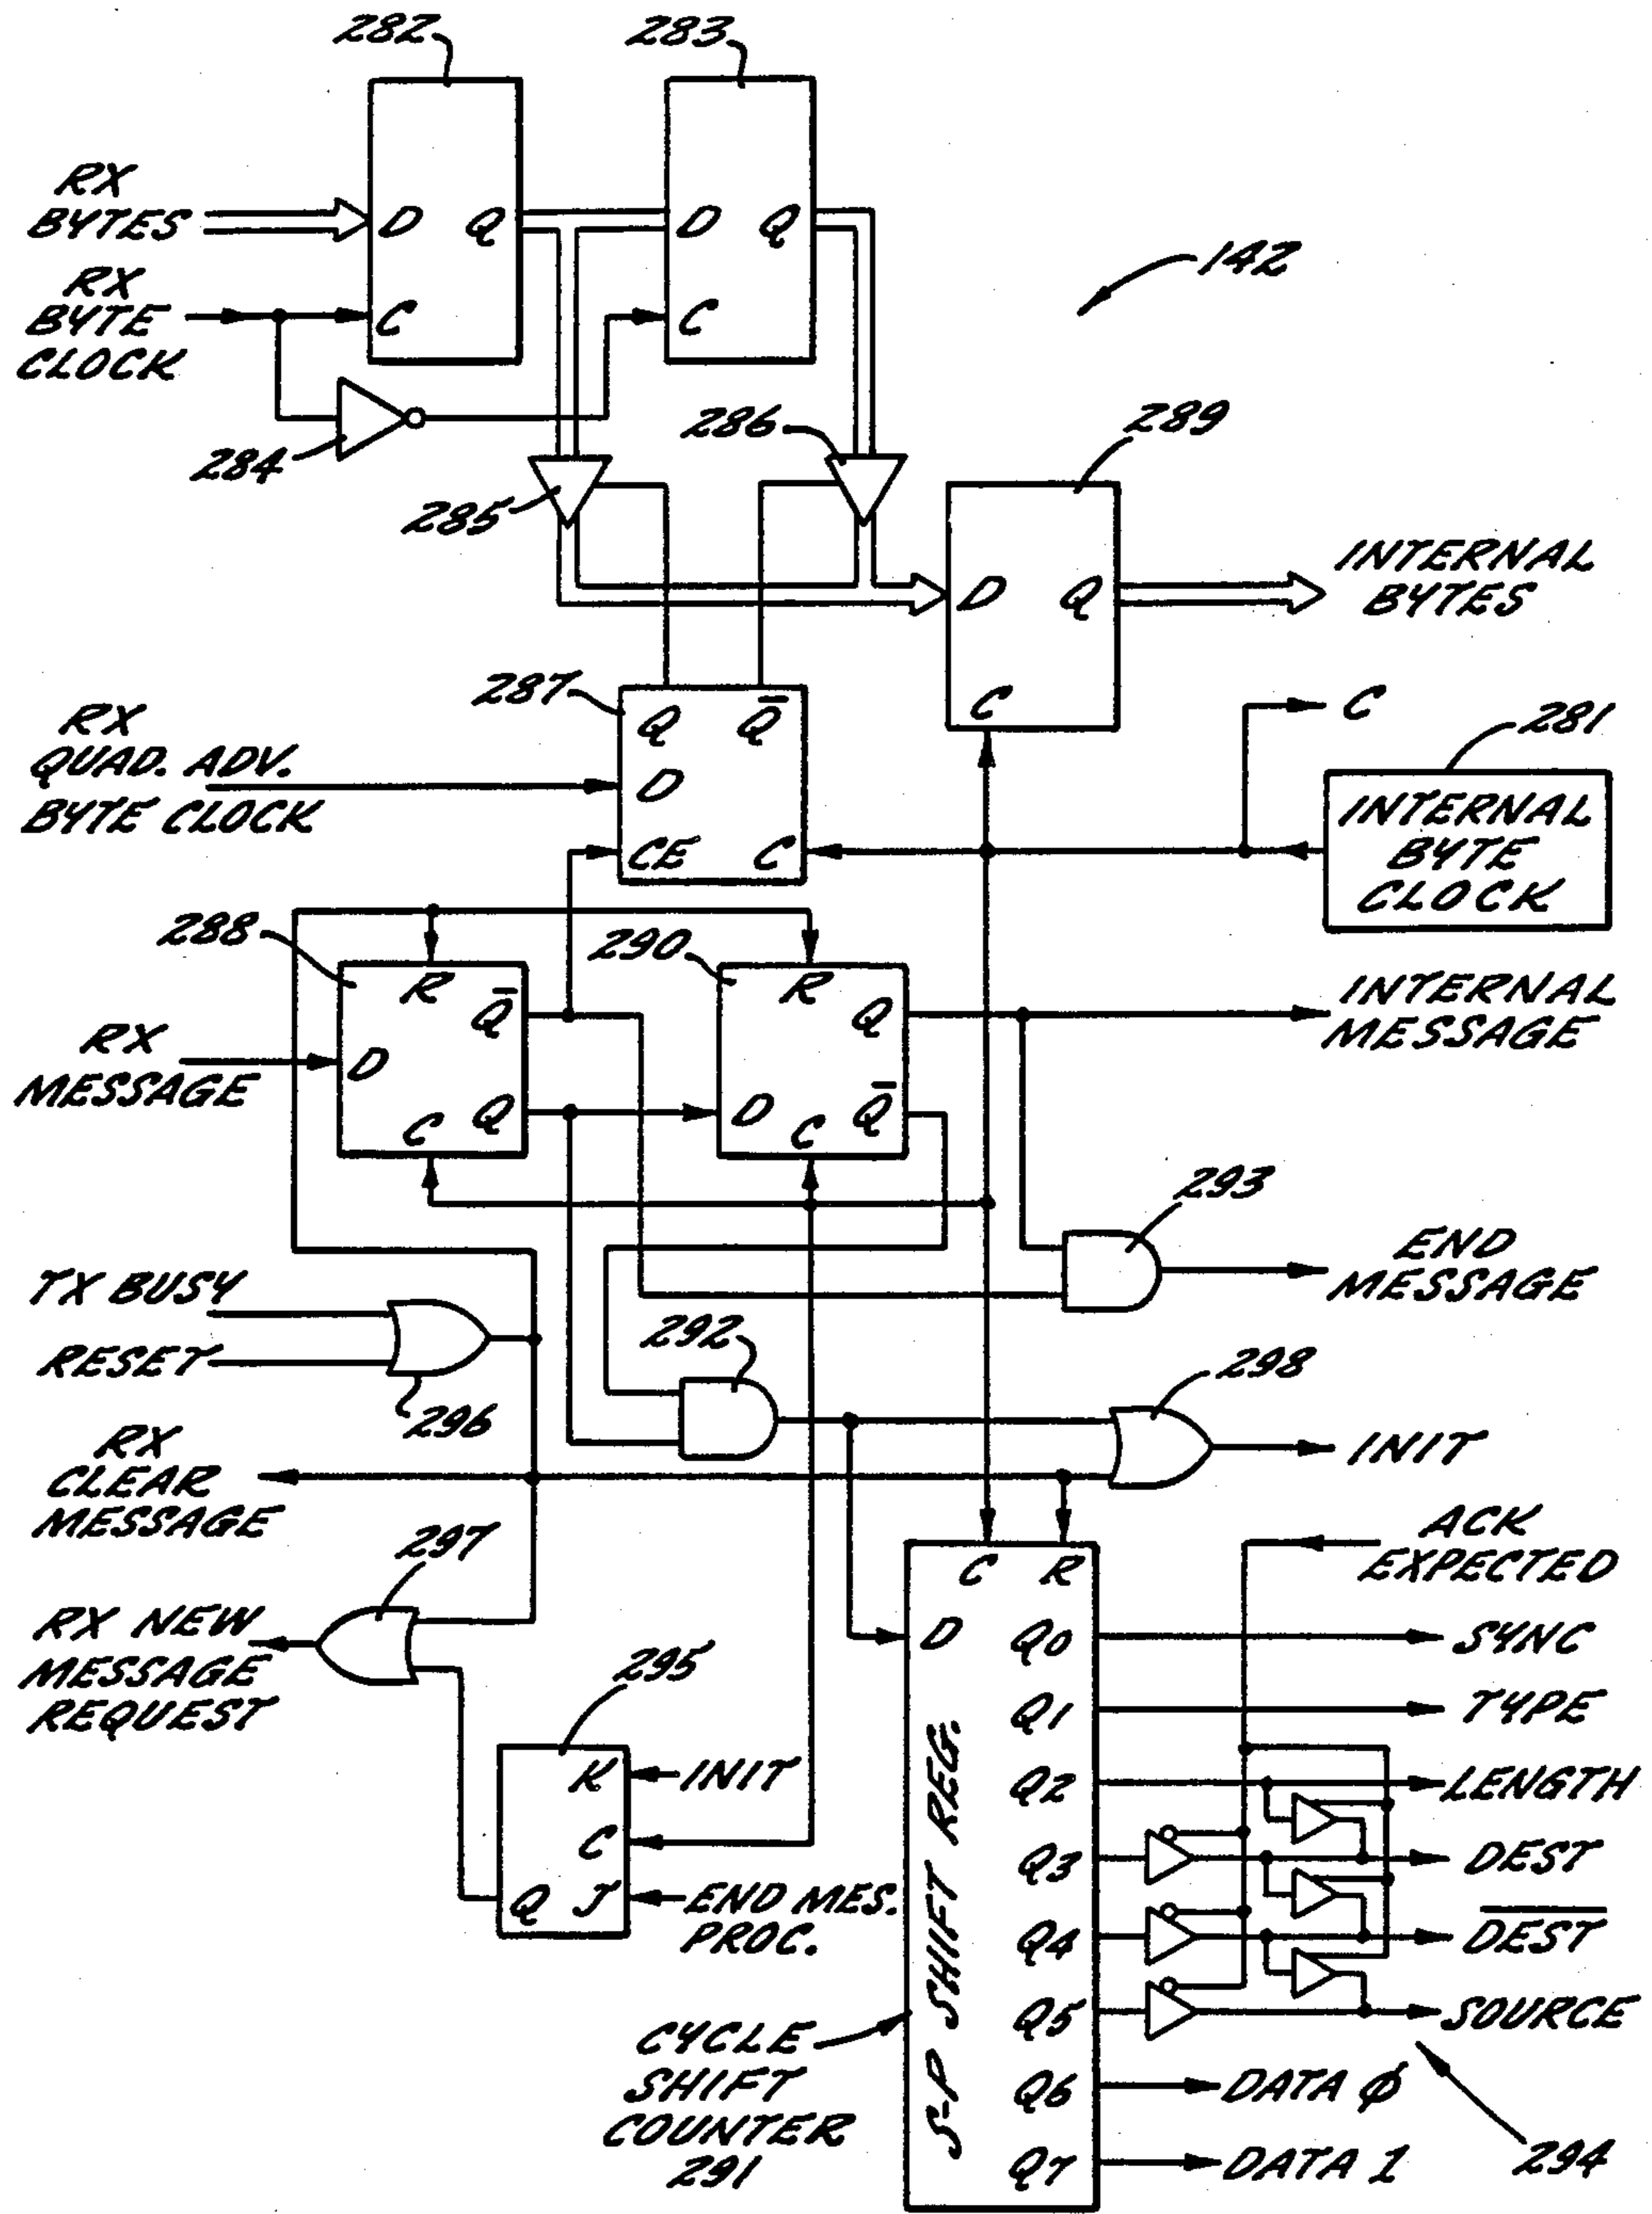 282
283
RX
BYTES
D
Q
D
Q
142
RX
BYTE
CLOCK
C
C
284
285
286
289
D
Q
INTERNAL
BYTES
C
287
Q
Q̅
RX
QUAD. ADV.
BYTE CLOCK
D
CE
C
C
281
INTERNAL
BYTE
CLOCK
288
R
Q̅
290
R
Q
INTERNAL
MESSAGE
RX
MESSAGE
D
C
Q
D
C
Q̅
293
END
MESSAGE
TX BUSY
RESET
296
292
298
INIT
RX
CLEAR
MESSAGE
297
RX NEW
MESSAGE
REQUEST
295
K
INIT
C
Q
J
END MES.
PROC.
C
R
ACK
EXPECTED
D
Q0
SYNC
Q1
TYPE
Q2
LENGTH
Q3
DEST
Q4
D̅E̅S̅T̅
Q5
SOURCE
Q6
DATA ϕ
Q7
DATA 1
S-P SHIFT REG.
CYCLE
SHIFT
COUNTER
291
294